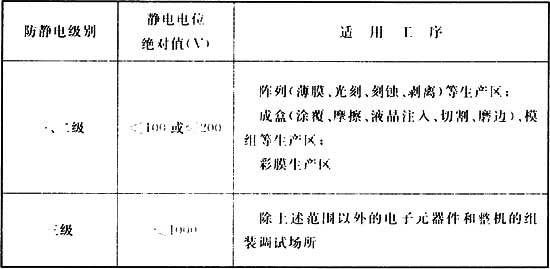 防静电级别
静电电位
绝对值(V)
适用工序
一、二级
≤100或≤200
阵列(薄膜、光刻、刻蚀、剥离)等生产区;
成盒(涂覆、摩擦、液晶注入、切割、磨边)、模
组等生产区;
彩膜生产区
三级
≤1000
除上述范围以外的电子元器件和整机的组
装调试场所